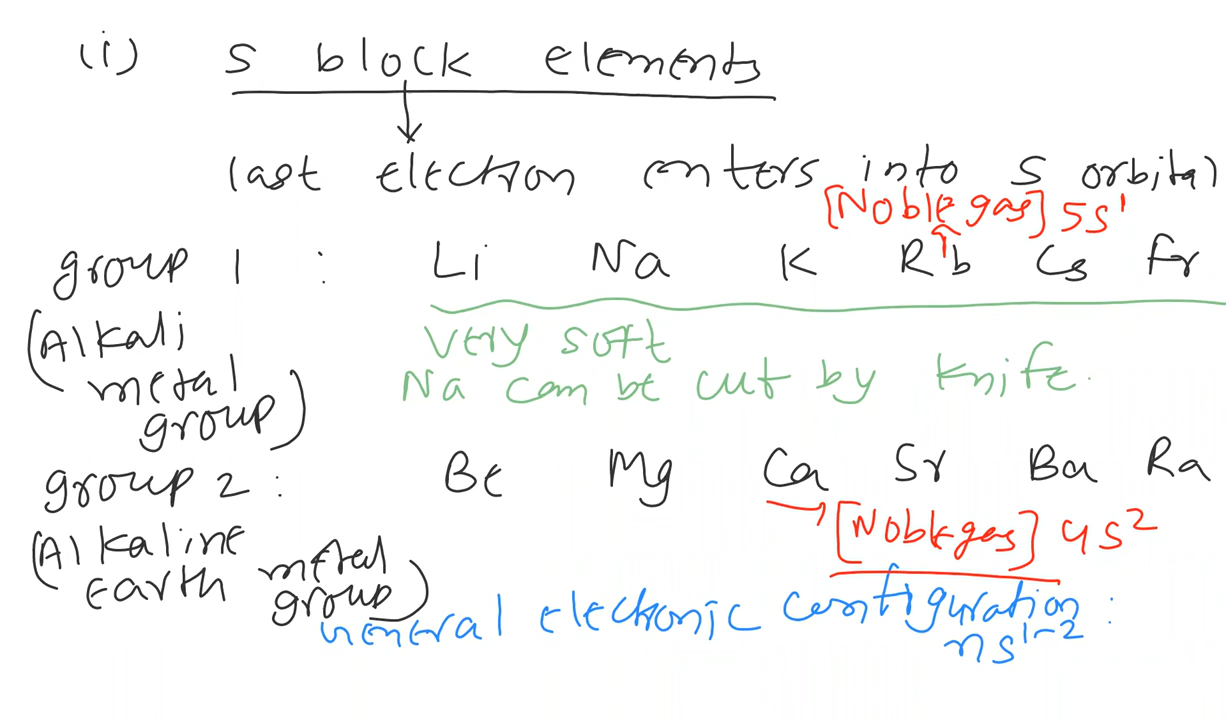 (i) s block elements
last electron enters into s orbital
[Noble gas] 5s¹
group 1 : Li Na K Rb Cs Fr
(Alkali metal group)
very soft
Na can be cut by knife.
group 2 : Be Mg Ca Sr Ba Ra
(Alkaline earth metal group)
[Noble gas] 4s²
General electronic configuration :
ns¹⁻²